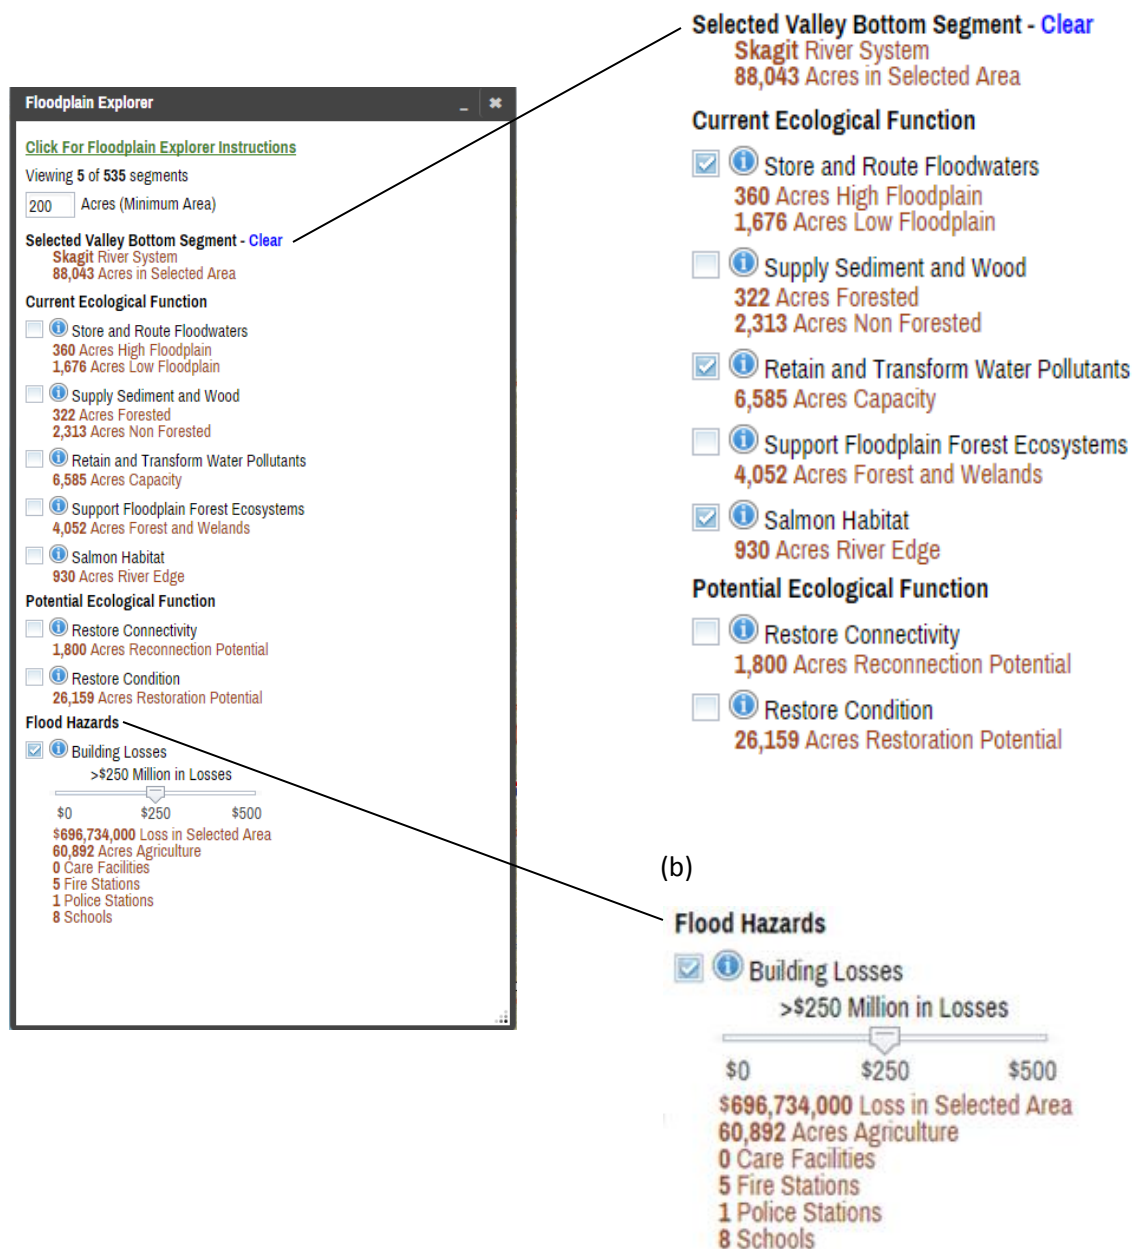 Floodplain Explorer
Click For Floodplain Explorer Instructions
Viewing 5 of 535 segments
200 Acres (Minimum Area)
Selected Valley Bottom Segment - Clear
Skagit River System
88,043 Acres in Selected Area
Current Ecological Function
Store and Route Floodwaters
360 Acres High Floodplain
1,676 Acres Low Floodplain
Supply Sediment and Wood
322 Acres Forested
2,313 Acres Non Forested
Retain and Transform Water Pollutants
6,585 Acres Capacity
Support Floodplain Forest Ecosystems
4,052 Acres Forest and Welands
Salmon Habitat
930 Acres River Edge
Potential Ecological Function
Restore Connectivity
1,800 Acres Reconnection Potential
Restore Condition
26,159 Acres Restoration Potential
Flood Hazards
Building Losses
>$250 Million in Losses
$0 $250 $500
$696,734,000 Loss in Selected Area
60,892 Acres Agriculture
0 Care Facilities
5 Fire Stations
1 Police Stations
8 Schools
Selected Valley Bottom Segment - Clear
Skagit River System
88,043 Acres in Selected Area
Current Ecological Function
Store and Route Floodwaters
360 Acres High Floodplain
1,676 Acres Low Floodplain
Supply Sediment and Wood
322 Acres Forested
2,313 Acres Non Forested
Retain and Transform Water Pollutants
6,585 Acres Capacity
Support Floodplain Forest Ecosystems
4,052 Acres Forest and Welands
Salmon Habitat
930 Acres River Edge
Potential Ecological Function
Restore Connectivity
1,800 Acres Reconnection Potential
Restore Condition
26,159 Acres Restoration Potential
(b)
Flood Hazards
Building Losses
>$250 Million in Losses
$0 $250 $500
$696,734,000 Loss in Selected Area
60,892 Acres Agriculture
0 Care Facilities
5 Fire Stations
1 Police Stations
8 Schools